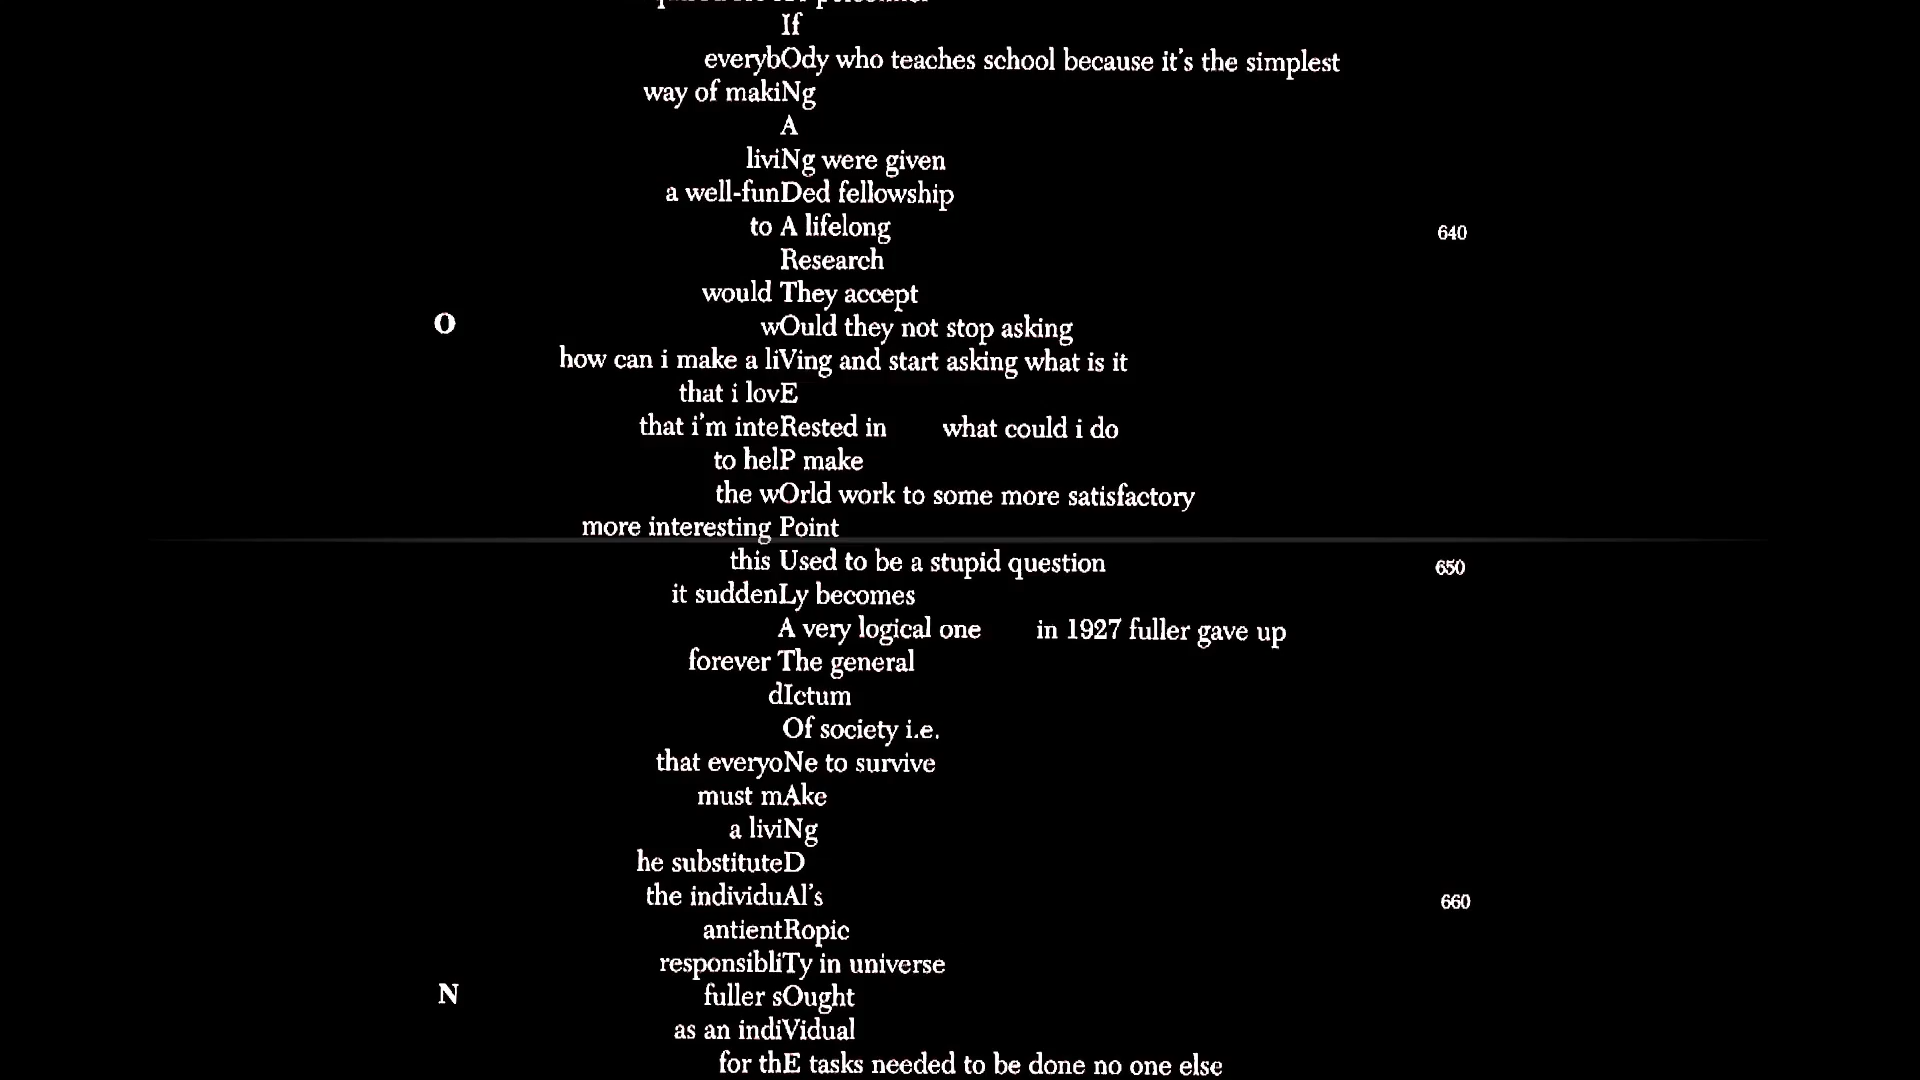 If
everybOdy who teaches school because it's the simplest
way of makiNg
A
liviNg were given
a well-funDed fellowship
to A lifelong 640
Research
would They accept
O wOuld they not stop asking
how can i make a liVing and start asking what is it
that i lovE
that i'm inteRested in what could i do
to helP make
the wOrld work to some more satisfactory
more interesting Point
this Used to be a stupid question 650
it suddenLy becomes
A very logical one in 1927 fuller gave up
forever The general
dIctum
Of society i.e.
that everyoNe to survive
must mAke
a liviNg
he substituteD
the individuAl's 660
antientRopic
responsibliTy in universe
N fuller sOught
as an indiVidual
for thE tasks needed to be done no one else